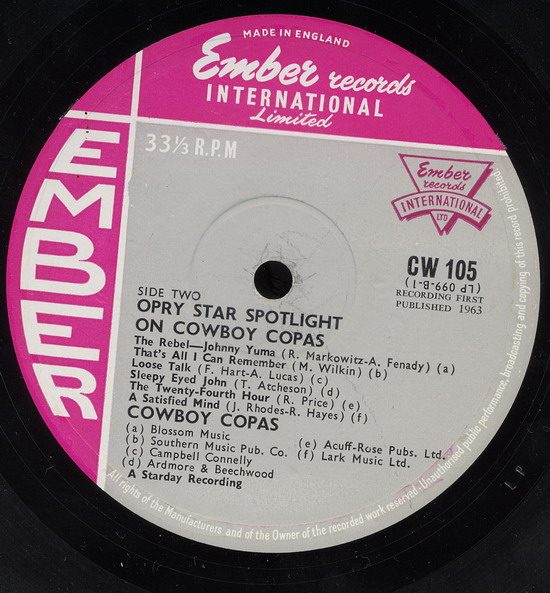 MADE IN ENGLAND
Ember records
INTERNATIONAL
Limited
EMBER
33⅓ R.P.M
Ember
records
INTERNATIONAL
LTD
CW 105
(LP 099-B-1)
RECORDING FIRST
PUBLISHED 1963
SIDE TWO
OPRY STAR SPOTLIGHT
ON COWBOY COPAS
The Rebel—Johnny Yuma (R. Markowitz-A. Fenady) (a)
That's All I Can Remember (M. Wilkin) (b)
Loose Talk (F. Hart-A. Lucas) (c)
Sleepy Eyed John (T. Atcheson) (d)
The Twenty-Fourth Hour (R. Price) (e)
A Satisfied Mind (J. Rhodes-R. Hayes) (f)
COWBOY COPAS
(a) Blossom Music
(b) Southern Music Pub. Co.
(c) Campbell Connelly
(d) Ardmore & Beechwood
(e) Acuff-Rose Pubs. Ltd.
(f) Lark Music Ltd.
A Starday Recording
All rights of the Manufacturers and of the Owner of the recorded work reserved - Unauthorised public performance, broadcasting and copying of this record prohibited.
LP